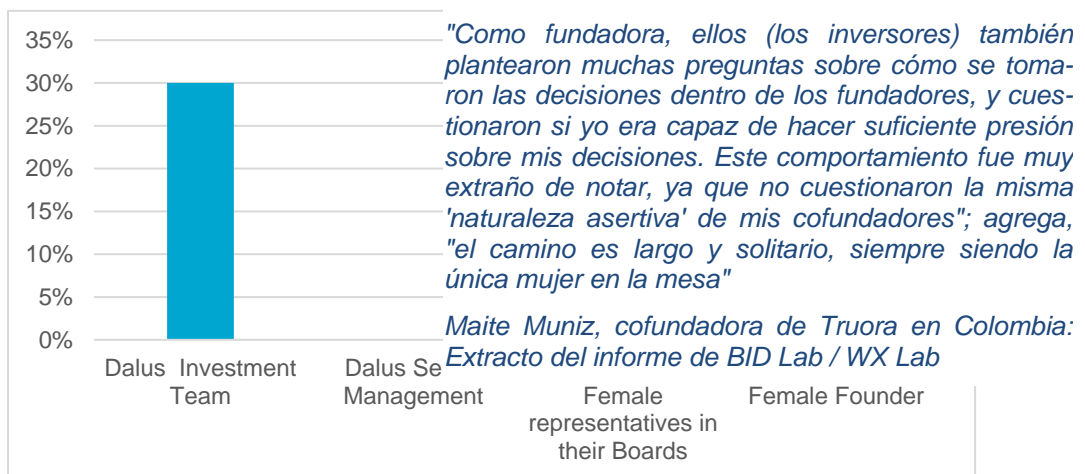 35%
30%
25%
20%
15%
10%
5%
0%
"Como fundadora, ellos (los inversores) también
plantearon muchas preguntas sobre cómo se toma-
ron las decisiones dentro de los fundadores, y cues-
tionaron si yo era capaz de hacer suficiente presión
sobre mis decisiones. Este comportamiento fue muy
extraño de notar, ya que no cuestionaron la misma
'naturaleza asertiva' de mis cofundadores"; agrega,
"el camino es largo y solitario, siempre siendo la
única mujer en la mesa"
Maite Muniz, cofundadora de Truora en Colombia:
Extracto del informe de BID Lab / WX Lab
Dalus Investment
Team
Dalus Se
Management
Female
representatives in
their Boards
Female Founder